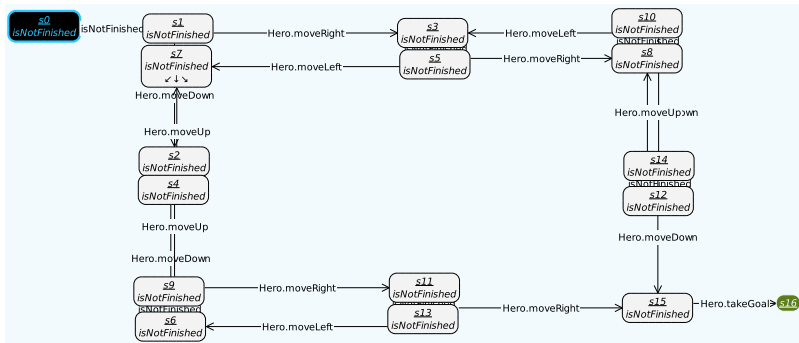 s0
isNotFinished
isNotFinished
s1
isNotFinished
Hero.moveRight
s3
isNotFinished
Hero.moveLeft
s10
isNotFinished
isNotFinished
s7
isNotFinished
↙↓↘
Hero.moveLeft
s5
isNotFinished
Hero.moveRight
s8
isNotFinished
Hero.moveDown
Hero.moveUp
Hero.moveUp
s2
isNotFinished
s4
isNotFinished
s14
isNotFinished
isNotFinished
s12
isNotFinished
Hero.moveUp
Hero.moveDown
Hero.moveDown
s9
isNotFinished
isNotFinished
s6
isNotFinished
Hero.moveRight
s11
isNotFinished
s13
isNotFinished
Hero.moveLeft
Hero.moveRight
s15
isNotFinished
Hero.takeGoal
s16